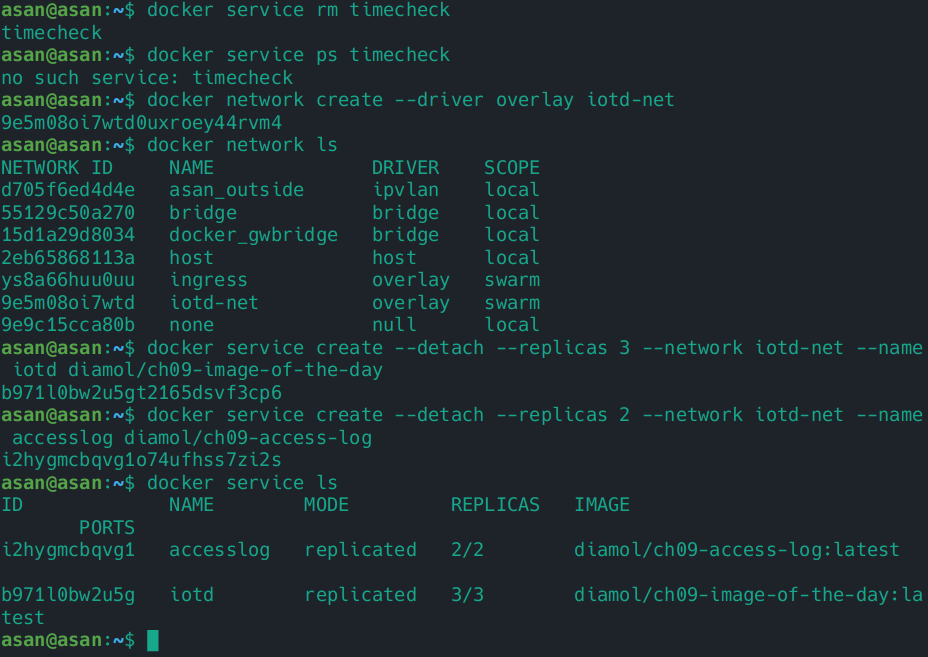 asan@asan:~$ docker service rm timecheck
timecheck
asan@asan:~$ docker service ps timecheck
no such service: timecheck
asan@asan:~$ docker network create --driver overlay iotd-net
9e5m08oi7wtd0uxroey44rvm4
asan@asan:~$ docker network ls
NETWORK ID     NAME              DRIVER    SCOPE
d705f6ed4d4e   asan_outside      ipvlan    local
55129c50a270   bridge            bridge    local
15d1a29d8034   docker_gwbridge   bridge    local
2eb65868113a   host              host      local
ys8a66huu0uu   ingress           overlay   swarm
9e5m08oi7wtd   iotd-net          overlay   swarm
9e9c15cca80b   none              null      local
asan@asan:~$ docker service create --detach --replicas 3 --network iotd-net --name
 iotd diamol/ch09-image-of-the-day
b971l0bw2u5gt2165dsvf3cp6
asan@asan:~$ docker service create --detach --replicas 2 --network iotd-net --name
 accesslog diamol/ch09-access-log
i2hygmcbqvg1o74ufhss7zi2s
asan@asan:~$ docker service ls
ID             NAME        MODE         REPLICAS   IMAGE
       PORTS
i2hygmcbqvg1   accesslog   replicated   2/2        diamol/ch09-access-log:latest
b971l0bw2u5g   iotd        replicated   3/3        diamol/ch09-image-of-the-day:la
test
asan@asan:~$